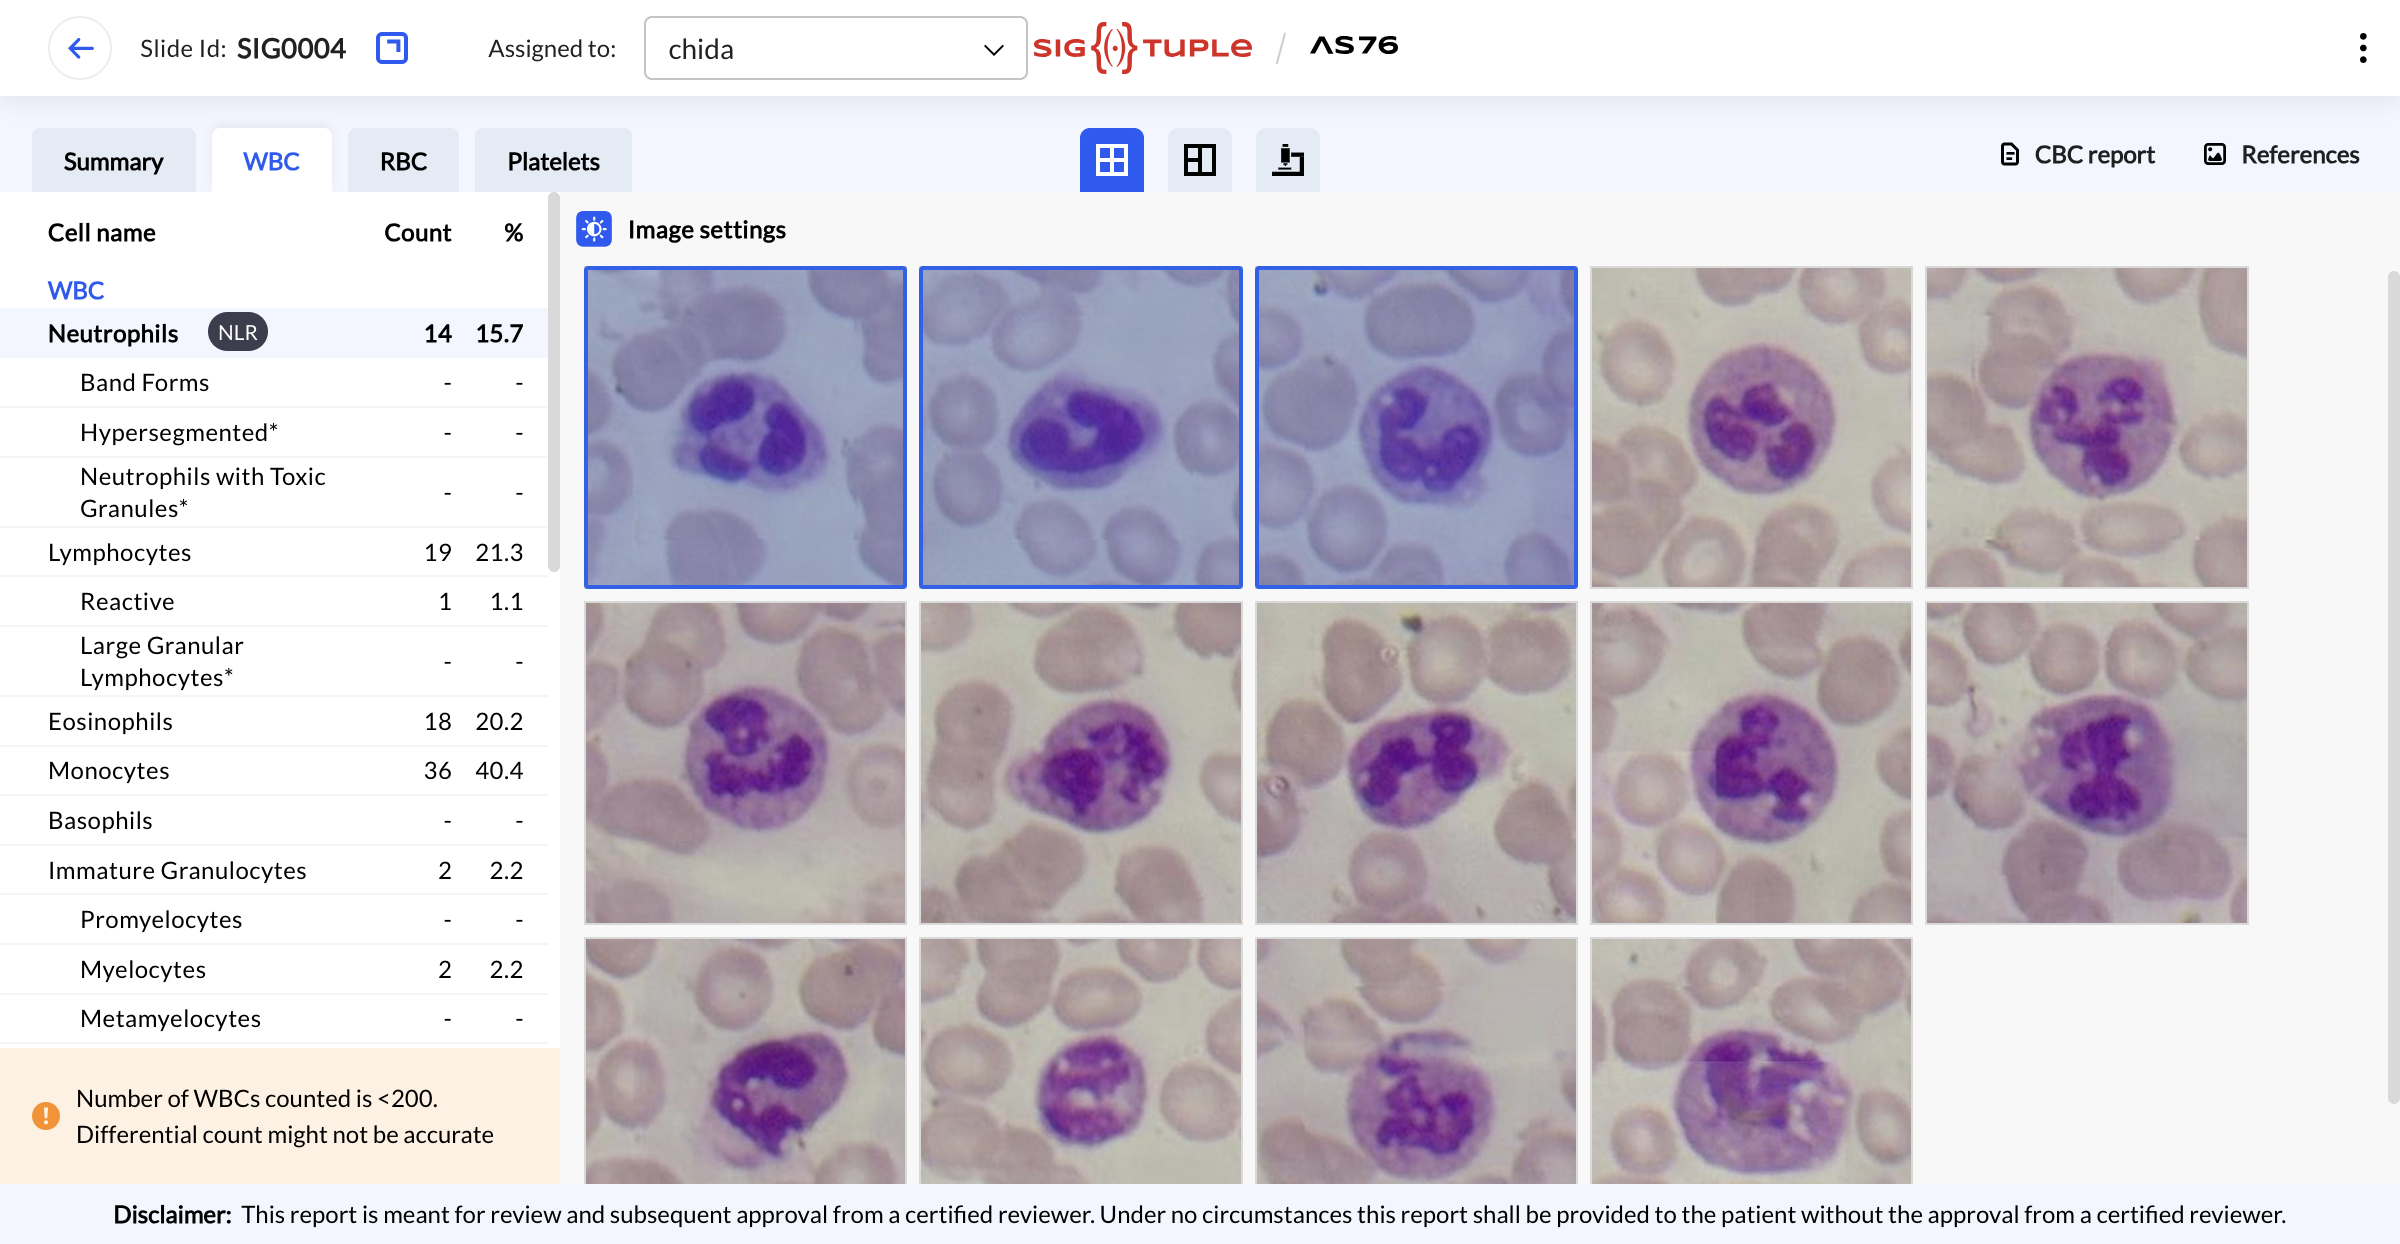 Slide Id: SIG0004 Assigned to: chida SIG TUPLE / AS76
Summary WBC RBC Platelets CBC report References
Cell name Count %
WBC
Neutrophils NLR 14 15.7
Band Forms - -
Hypersegmented* - -
Neutrophils with Toxic
Granules* - -
Lymphocytes 19 21.3
Reactive 1 1.1
Large Granular
Lymphocytes* - -
Eosinophils 18 20.2
Monocytes 36 40.4
Basophils - -
Immature Granulocytes 2 2.2
Promyelocytes - -
Myelocytes 2 2.2
Metamyelocytes - -
Number of WBCs counted is <200.
Differential count might not be accurate
Image settings
Disclaimer: This report is meant for review and subsequent approval from a certified reviewer. Under no circumstances this report shall be provided to the patient without the approval from a certified reviewer.